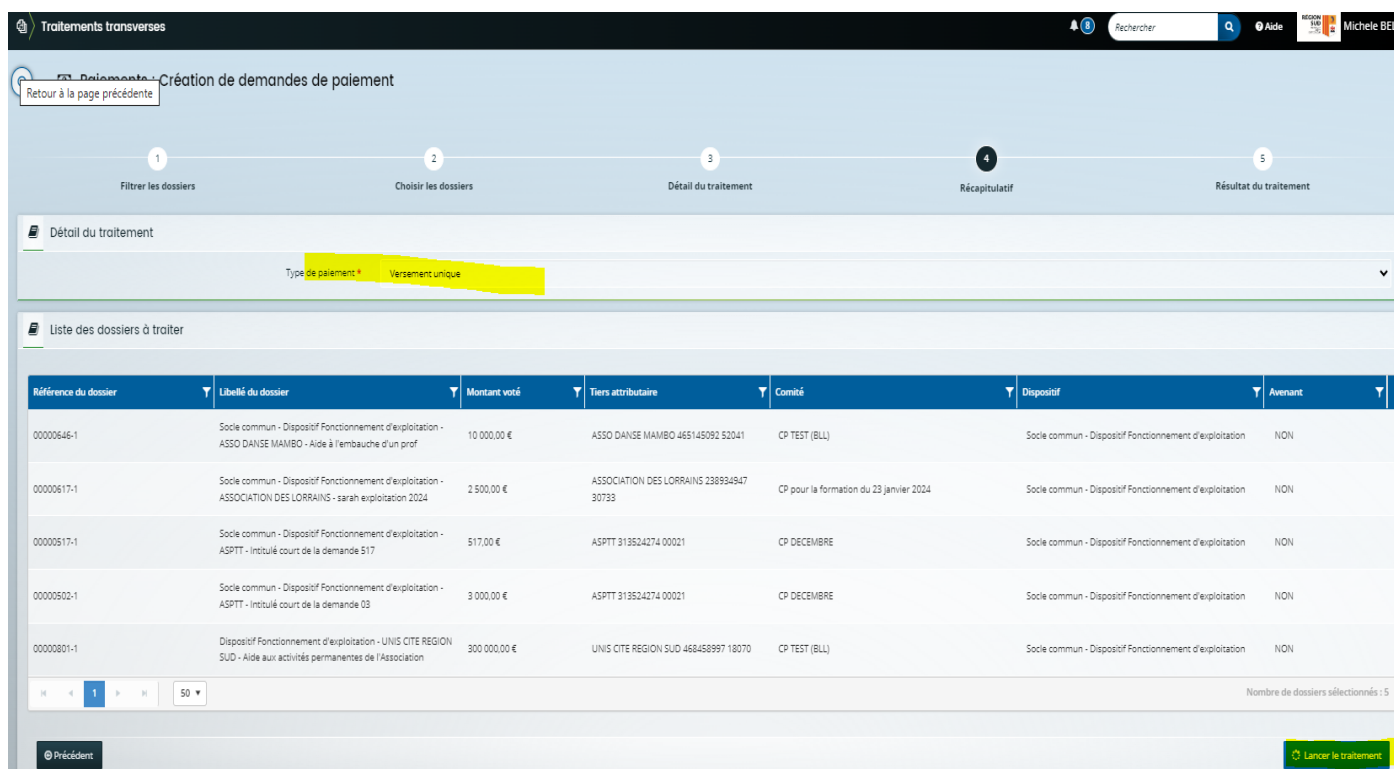 Traitements transverses
8
Rechercher
Aide
REGION
SUD
Michele BEL
Paiements : Création de demandes de paiement
Retour à la page précédente
1
2
3
4
5
Filtrer les dossiers
Choisir les dossiers
Détail du traitement
Récapitulatif
Résultat du traitement
Détail du traitement
Type de paiement * Versement unique
Liste des dossiers à traiter
Référence du dossier Libellé du dossier Montant voté Tiers attributaire Comité Dispositif Avenant
00000646-1 Socle commun - Dispositif Fonctionnement d'exploitation -
ASSO DANSE MAMBO - Aide à l'embauche d'un prof 10 000,00 € ASSO DANSE MAMBO 465145092 52041 CP TEST (BLL) Socle commun - Dispositif Fonctionnement d'exploitation NON
00000617-1 Socle commun - Dispositif Fonctionnement d'exploitation -
ASSOCIATION DES LORRAINS - sarah exploitation 2024 2 500,00 € ASSOCIATION DES LORRAINS 238934947
30733 CP pour la formation du 23 janvier 2024 Socle commun - Dispositif Fonctionnement d'exploitation NON
00000517-1 Socle commun - Dispositif Fonctionnement d'exploitation -
ASPTT - Intitulé court de la demande 517 517,00 € ASPTT 313524274 00021 CP DECEMBRE Socle commun - Dispositif Fonctionnement d'exploitation NON
00000502-1 Socle commun - Dispositif Fonctionnement d'exploitation -
ASPTT - Intitulé court de la demande 03 3 000,00 € ASPTT 313524274 00021 CP DECEMBRE Socle commun - Dispositif Fonctionnement d'exploitation NON
00000801-1 Dispositif Fonctionnement d'exploitation - UNIS CITE REGION
SUD - Aide aux activités permanentes de l'Association 300 000,00 € UNIS CITE REGION SUD 468458997 18070 CP TEST (BLL) Socle commun - Dispositif Fonctionnement d'exploitation NON
1 50 Nombre de dossiers sélectionnés : 5
Précédent
Lancer le traitement